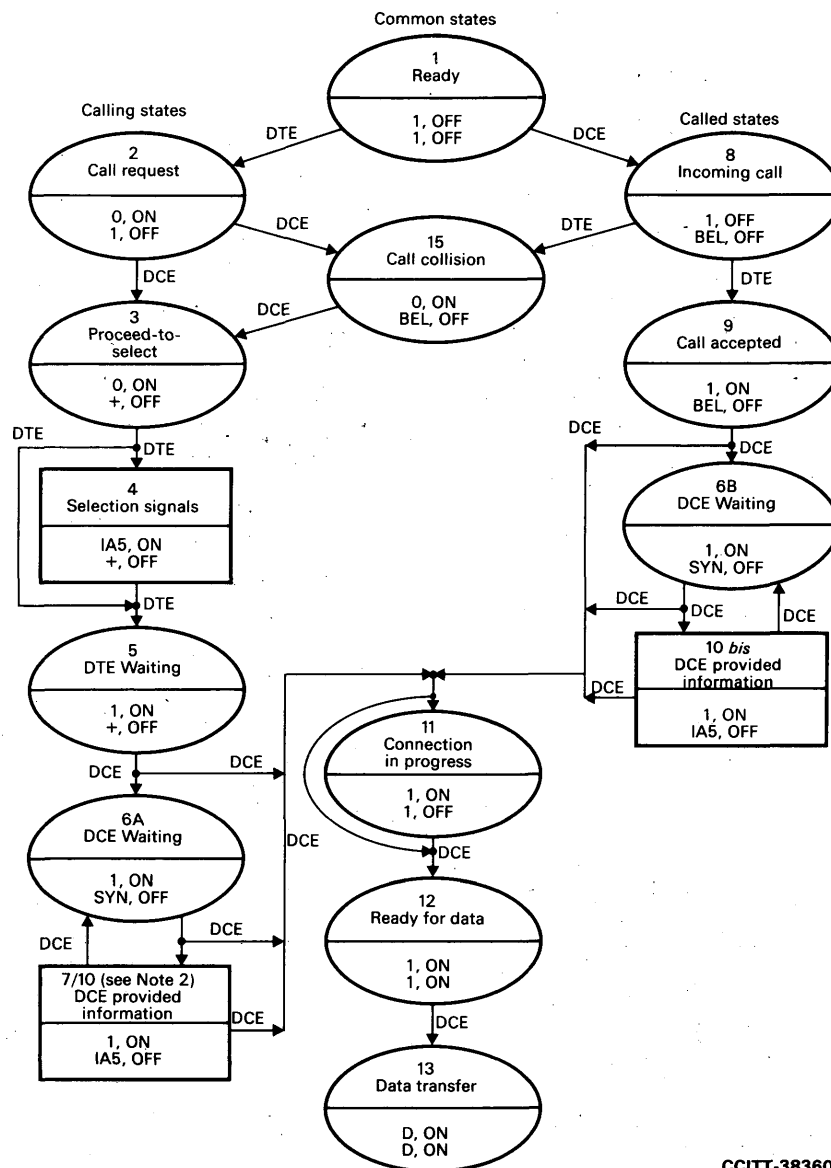 Common states
1
Ready
1, OFF
1, OFF
Calling states
Called states
DTE
DCE
2
Call request
0, ON
1, OFF
8
Incoming call
1, OFF
BEL, OFF
DCE
DTE
15
Call collision
0, ON
BEL, OFF
DCE
DCE
DTE
3
Proceed-to-
select
0, ON
+, OFF
9
Call accepted
1, ON
BEL, OFF
DTE
DTE
DCE
DCE
4
Selection signals
IA5, ON
+, OFF
6B
DCE Waiting
1, ON
SYN, OFF
DTE
DCE
DCE
DCE
5
DTE Waiting
1, ON
+, OFF
10 bis
DCE provided
information
1, ON
IA5, OFF
DCE
11
Connection
in progress
1, ON
1, OFF
DCE
DCE
DCE
DCE
6A
DCE Waiting
1, ON
SYN, OFF
12
Ready for data
1, ON
1, ON
DCE
DCE
7/10 (see Note 2)
DCE provided
information
1, ON
IA5, OFF
DCE
DCE
13
Data transfer
D, ON
D, ON
CCITT-38360